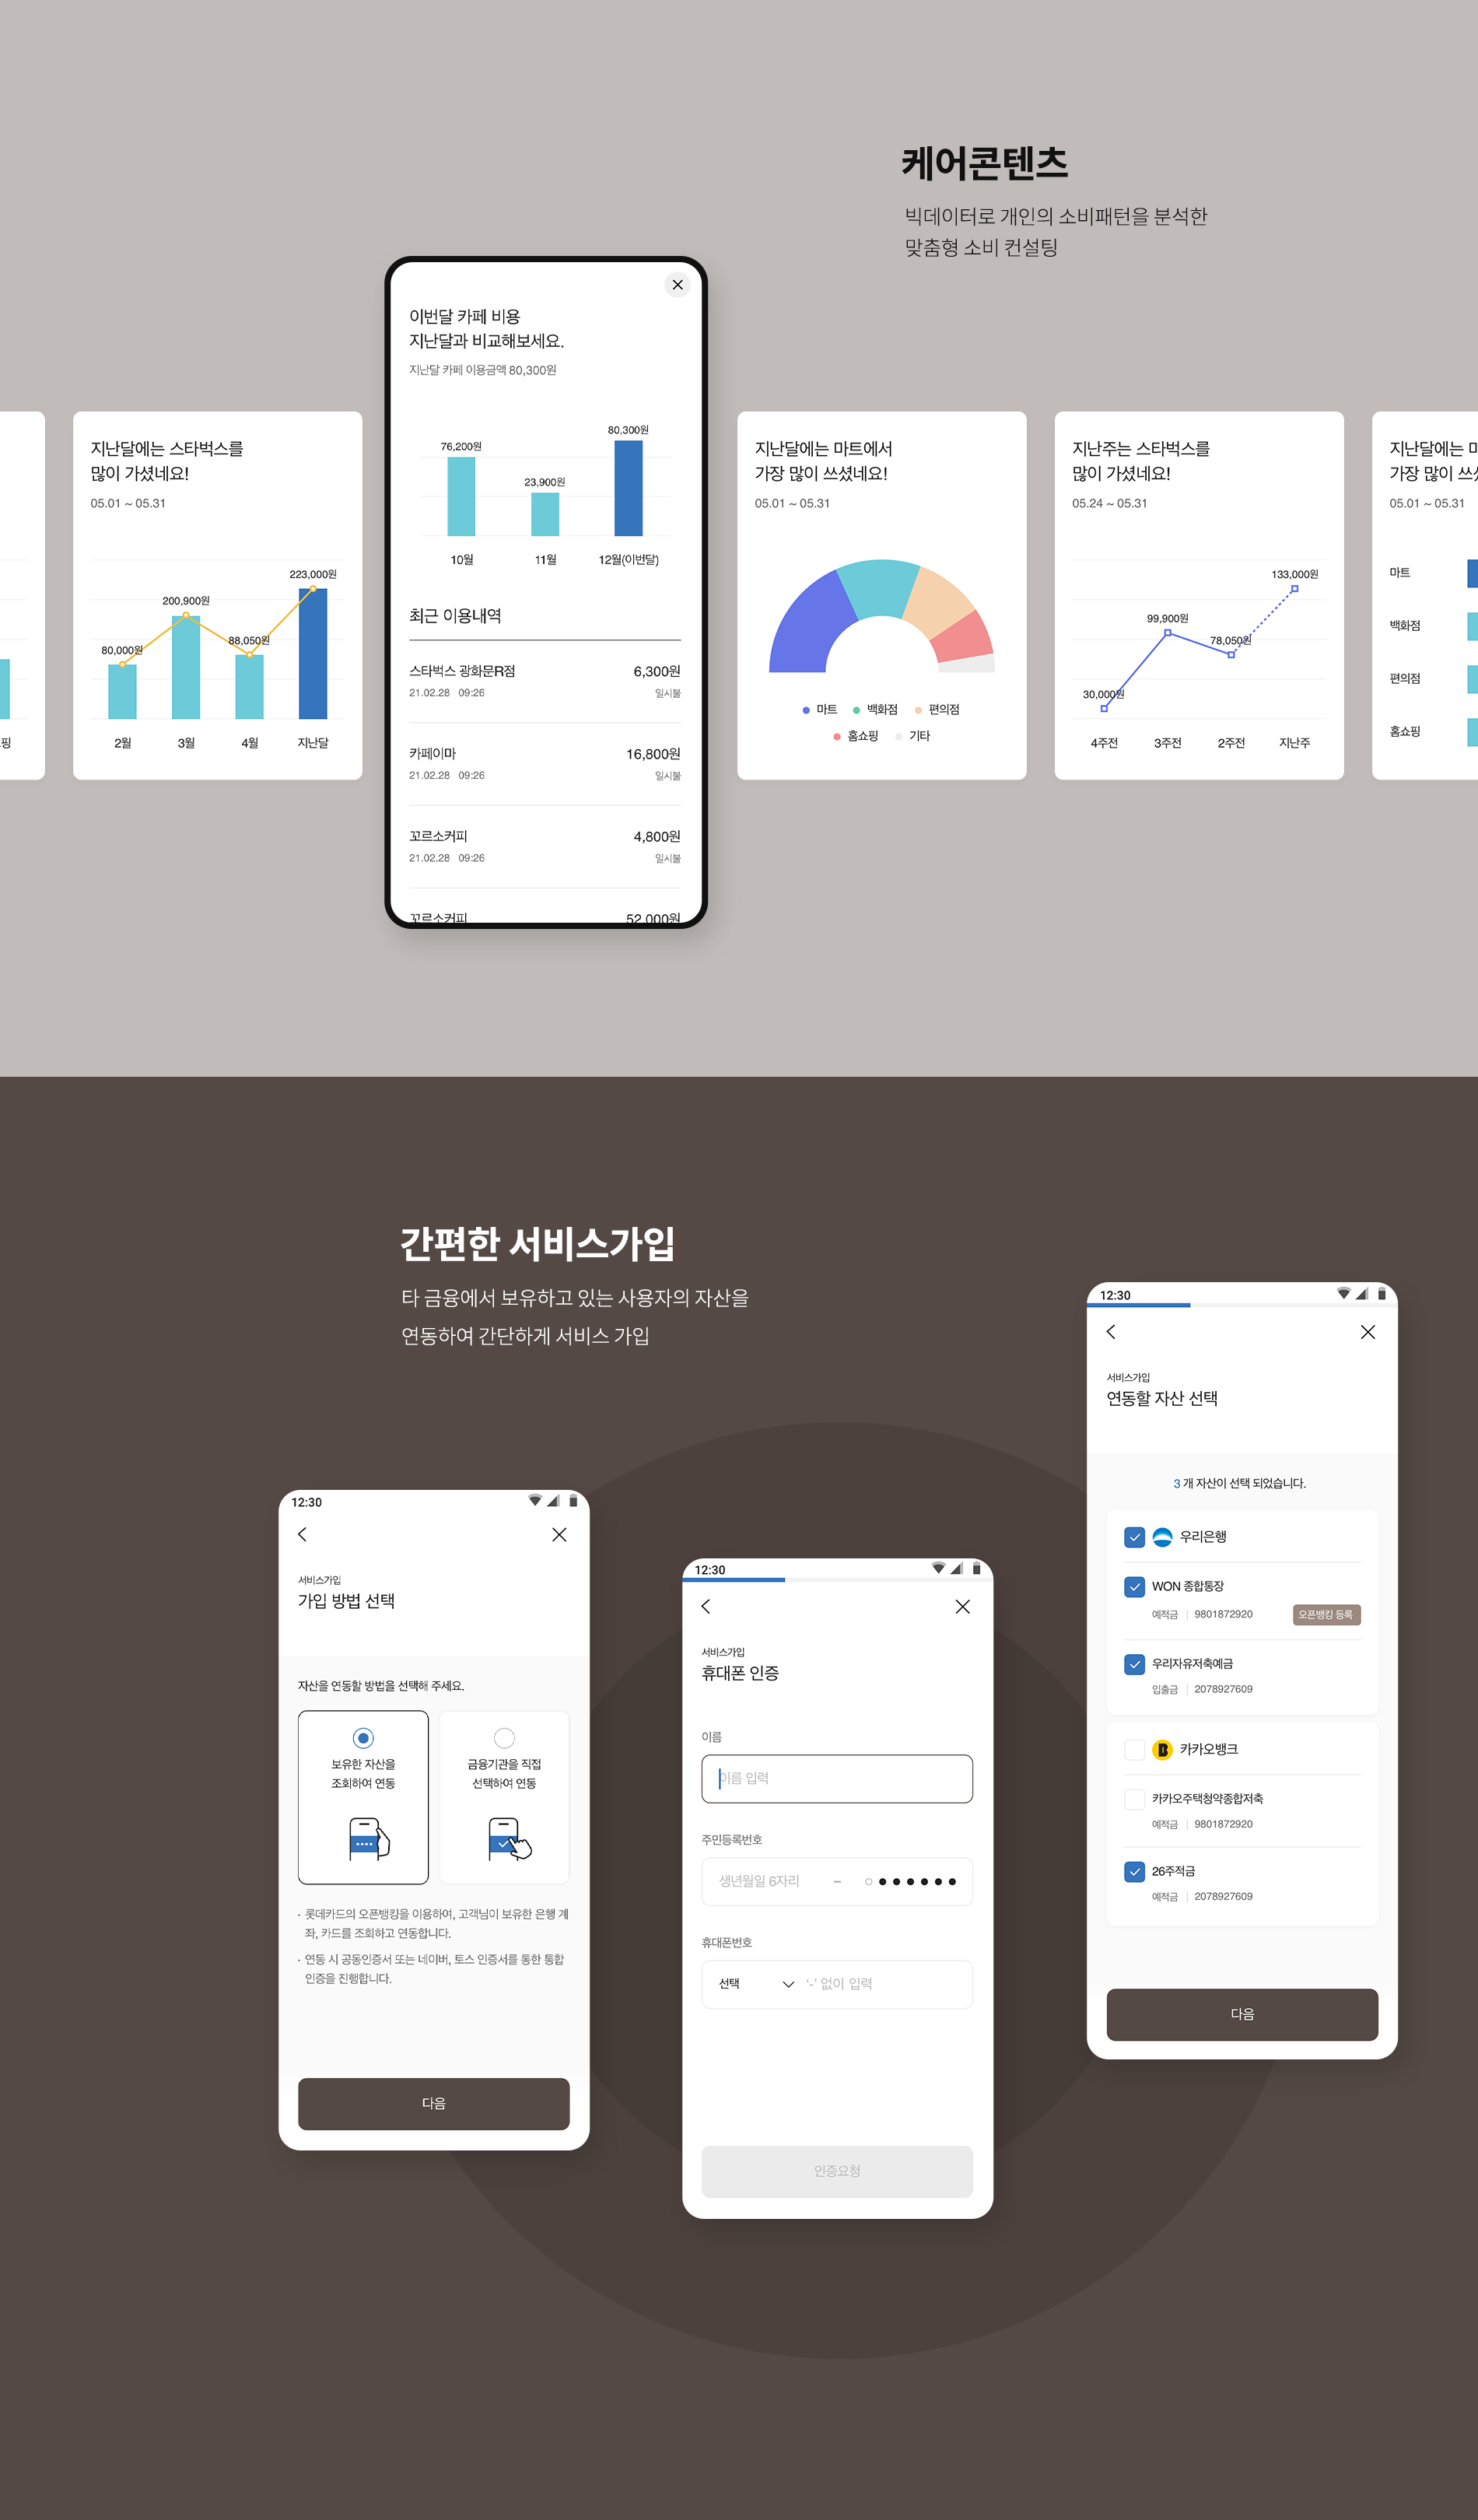 케어콘텐츠
빅데이터로 개인의 소비패턴을 분석한
맞춤형 소비 컨설팅
핑
지난달에는 스타벅스를
많이 가셨네요!
05.01 ~ 05.31
80,000원
200,900원
88,050원
223,000원
2월
3월
4월
지난달
이번달 카페 비용
지난달과 비교해보세요.
지난달 카페 이용금액 80,300원
76,200원
23,900원
80,300원
10월
11월
12월(이번달)
최근 이용내역
스타벅스 광화문R점 6,300원
21.02.28 09:26 일시불
카페이마 16,800원
21.02.28 09:26 일시불
꼬르소커피 4,800원
21.02.28 09:26 일시불
꼬르소커피 52,000원
지난달에는 마트에서
가장 많이 쓰셨네요!
05.01 ~ 05.31
마트 백화점 편의점
홈쇼핑 기타
지난주는 스타벅스를
많이 가셨네요!
05.24 ~ 05.31
30,000원
99,900원
78,050원
133,000원
4주전
3주전
2주전
지난주
지난달에는
가장 많이
05.01 ~ 05.31
마트
백화점
편의점
홈쇼핑
간편한 서비스가입
타 금융에서 보유하고 있는 사용자의 자산을
연동하여 간단하게 서비스 가입
12:30
서비스가입
가입 방법 선택
자산을 연동할 방법을 선택해 주세요.
보유한 자산을
조회하여 연동
금융기관을 직접
선택하여 연동
· 롯데카드의 오픈뱅킹을 이용하여, 고객님이 보유한 은행 계
좌, 카드를 조회하고 연동합니다.
· 연동 시 공동인증서 또는 네이버, 토스 인증서를 통한 통합
인증을 진행합니다.
다음
12:30
서비스가입
휴대폰 인증
이름
이름 입력
주민등록번호
생년월일 6자리 –
휴대폰번호
선택 '-' 없이 입력
인증요청
12:30
서비스가입
연동할 자산 선택
3 개 자산이 선택 되었습니다.
우리은행
WON 종합통장
예적금 | 9801872920 오픈뱅킹 등록
우리자유저축예금
입출금 | 2078927609
카카오뱅크
카카오주택청약종합저축
예적금 | 9801872920
26주적금
예적금 | 2078927609
다음